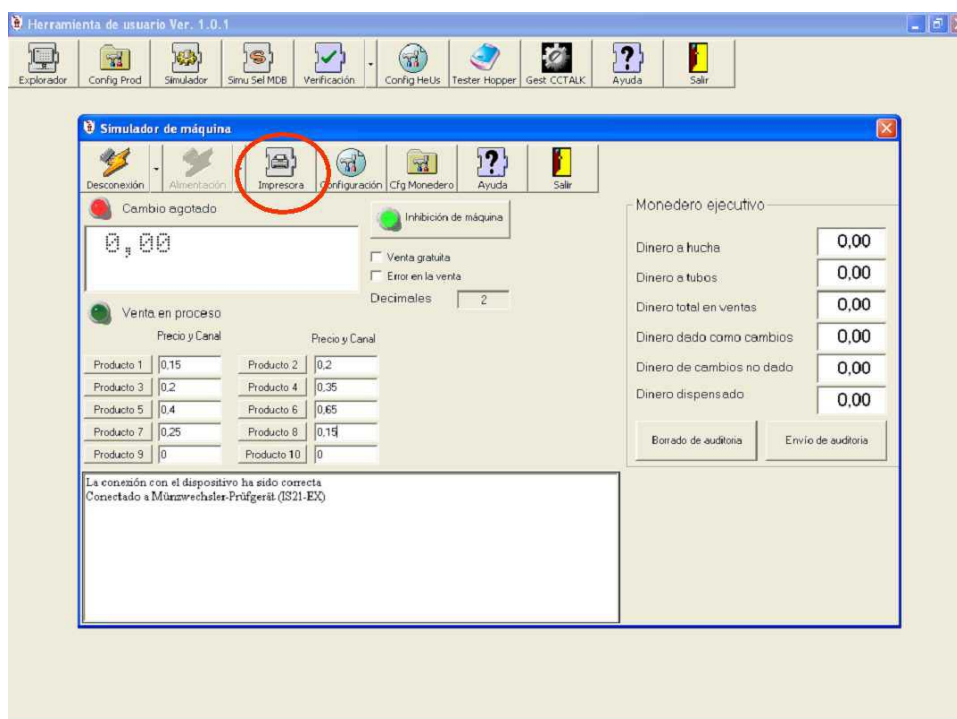 Herramienta de usuario Ver. 1.0.1
Explorador Config Prod Simulador Simu Sel MDB Verificación Config HeUs Tester Hopper Gest CCTALK Ayuda Salir
Simulador de máquina
Desconexión Alimentación Impresora Configuración Cfg Monedero Ayuda Salir
Cambio agotado
0,00
Inhibición de máquina
Venta gratuita
Error en la venta
Decimales 2
Venta en proceso
Precio y Canal Precio y Canal
Producto 1 0,15 Producto 2 0,2
Producto 3 0,2 Producto 4 0,35
Producto 5 0,4 Producto 6 0,65
Producto 7 0,25 Producto 8 0,15
Producto 9 0 Producto 10 0
Monedero ejecutivo
Dinero a hucha 0,00
Dinero a tubos 0,00
Dinero total en ventas 0,00
Dinero dado como cambios 0,00
Dinero de cambios no dado 0,00
Dinero dispensado 0,00
Borrado de auditoria Envío de auditoria
La conexión con el dispositivo ha sido correcta
Conectado a Münzwechsler-Prüfgerät (IS21-EX)